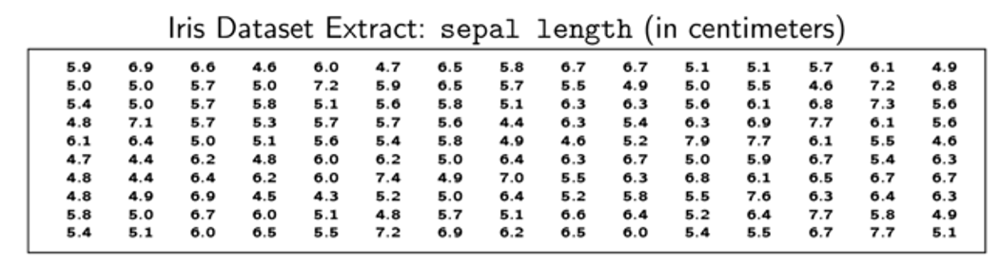 Iris Dataset Extract: sepal length (in centimeters)
5.9 6.9 6.6 4.6 6.0 4.7 6.5 5.8 6.7 6.7 5.1 5.1 5.7 6.1 4.9
5.0 5.0 5.7 5.0 7.2 5.9 6.5 5.7 5.5 4.9 5.0 5.5 4.6 7.2 6.8
5.4 5.0 5.7 5.8 5.1 5.6 5.8 5.1 6.3 6.3 5.6 6.1 6.8 7.3 5.6
4.8 7.1 5.7 5.3 5.7 5.7 5.6 4.4 6.3 5.4 6.3 6.9 7.7 6.1 5.6
6.1 6.4 5.0 5.1 5.6 5.4 5.8 4.9 4.6 5.2 7.9 7.7 6.1 5.5 4.6
4.7 4.4 6.2 4.8 6.0 6.2 5.0 6.4 6.3 6.7 5.0 5.9 6.7 5.4 6.3
4.8 4.4 6.4 6.2 6.0 7.4 4.9 7.0 5.5 6.3 6.8 6.1 6.5 6.7 6.7
4.8 4.9 6.9 4.5 4.3 5.2 5.0 6.4 5.2 5.8 5.5 7.6 6.3 6.4 6.3
5.8 5.0 6.7 6.0 5.1 4.8 5.7 5.1 6.6 6.4 5.2 6.4 7.7 5.8 4.9
5.4 5.1 6.0 6.5 5.5 7.2 6.9 6.2 6.5 6.0 5.4 5.5 6.7 7.7 5.1